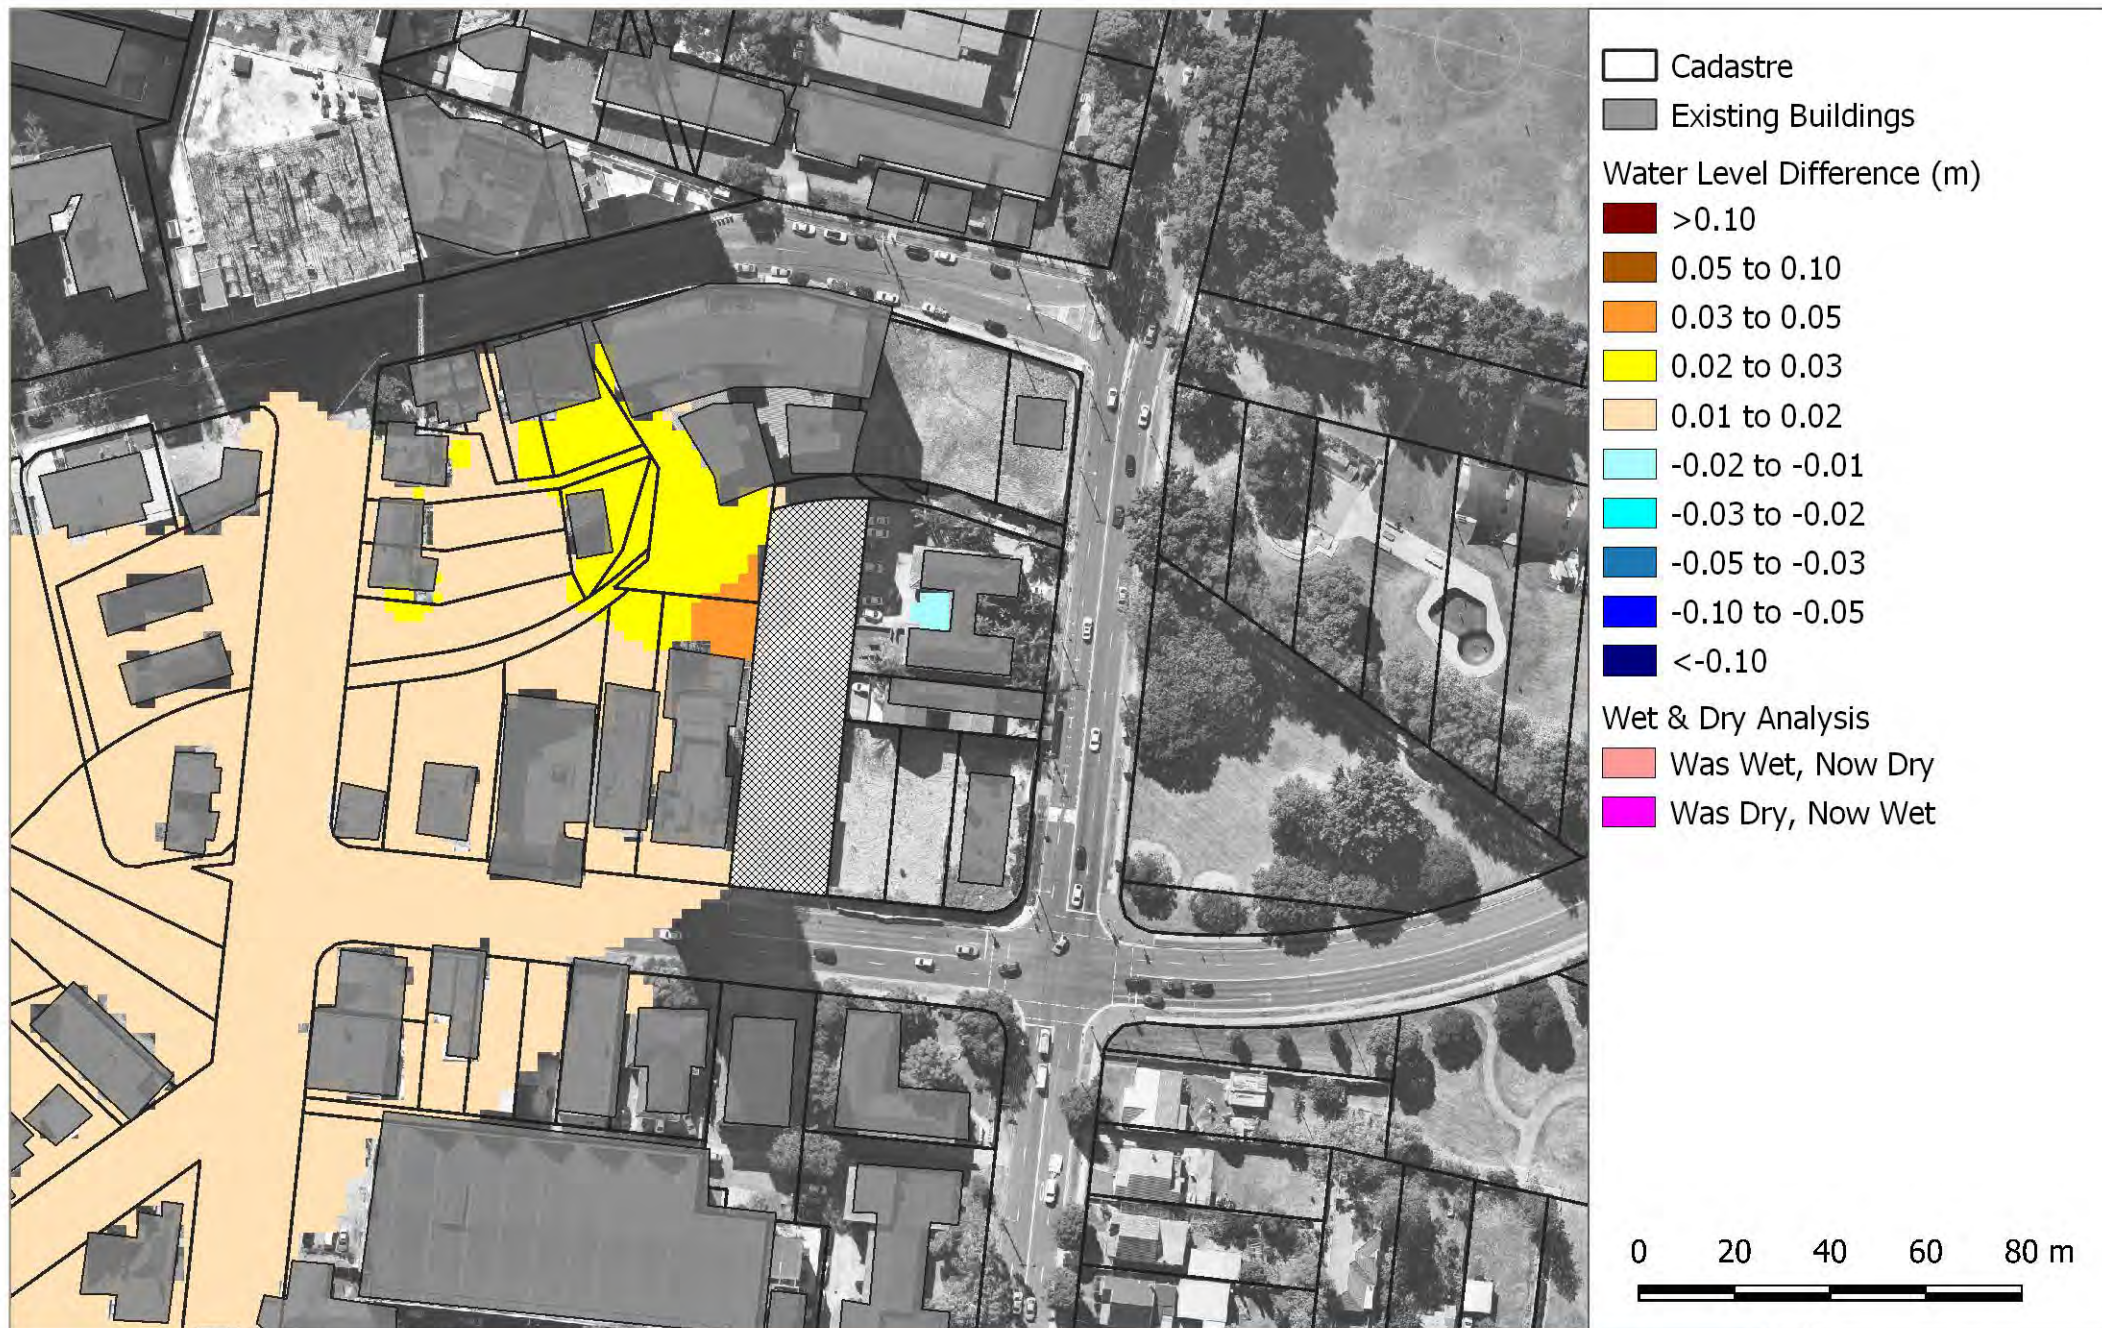 Cadastre
Existing Buildings
Water Level Difference (m)
>0.10
0.05 to 0.10
0.03 to 0.05
0.02 to 0.03
0.01 to 0.02
-0.02 to -0.01
-0.03 to -0.02
-0.05 to -0.03
-0.10 to -0.05
<-0.10
Wet & Dry Analysis
Was Wet, Now Dry
Was Dry, Now Wet
0 20 40 60 80 m